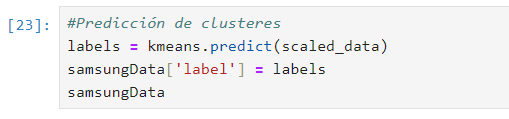 [23]: #Predicción de clusteres
labels = kmeans.predict(scaled_data)
samsungData['label'] = labels
samsungData